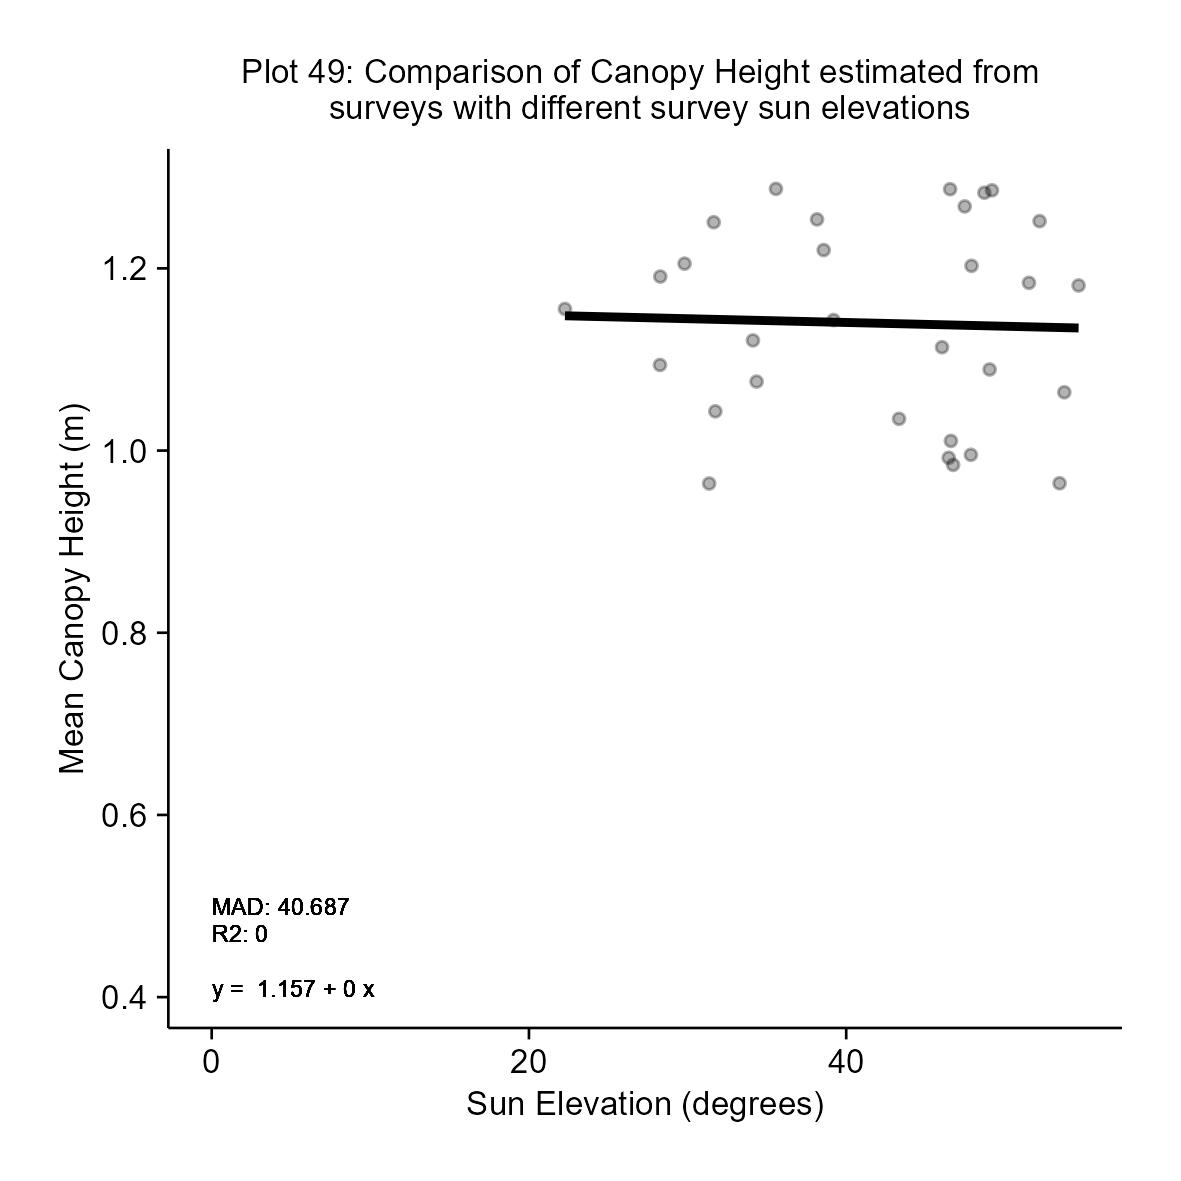 Plot 49: Comparison of Canopy Height estimated from
surveys with different survey sun elevations
Mean Canopy Height (m)
1.2
1.0
0.8
0.6
0.4
MAD: 40.687
R2: 0
y =  1.157 + 0 x
0
20
40
Sun Elevation (degrees)